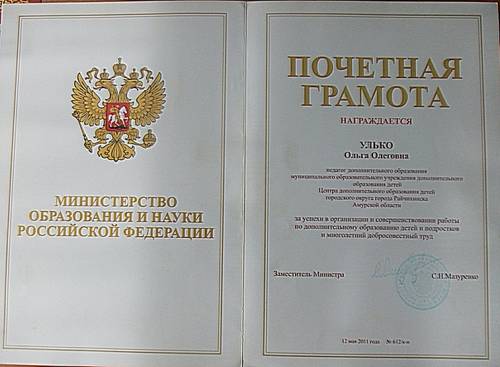 МИНИСТЕРСТВО
ОБРАЗОВАНИЯ И НАУКИ
РОССИЙСКОЙ ФЕДЕРАЦИИ
ПОЧЕТНАЯ
ГРАМОТА
НАГРАЖДАЕТСЯ
УЛЬКО
Ольга Олеговна
педагог дополнительного образования
муниципального образовательного учреждения дополнительного
образования детей
Центра дополнительного образования детей
городского округа города Райчихинска
Амурской области
за успехи в организации и совершенствовании работы
по дополнительному образованию детей и подростков
и многолетний добросовестный труд
Заместитель Министра
С.Н.Мазуренко
12 мая 2011 года № 612/к-н